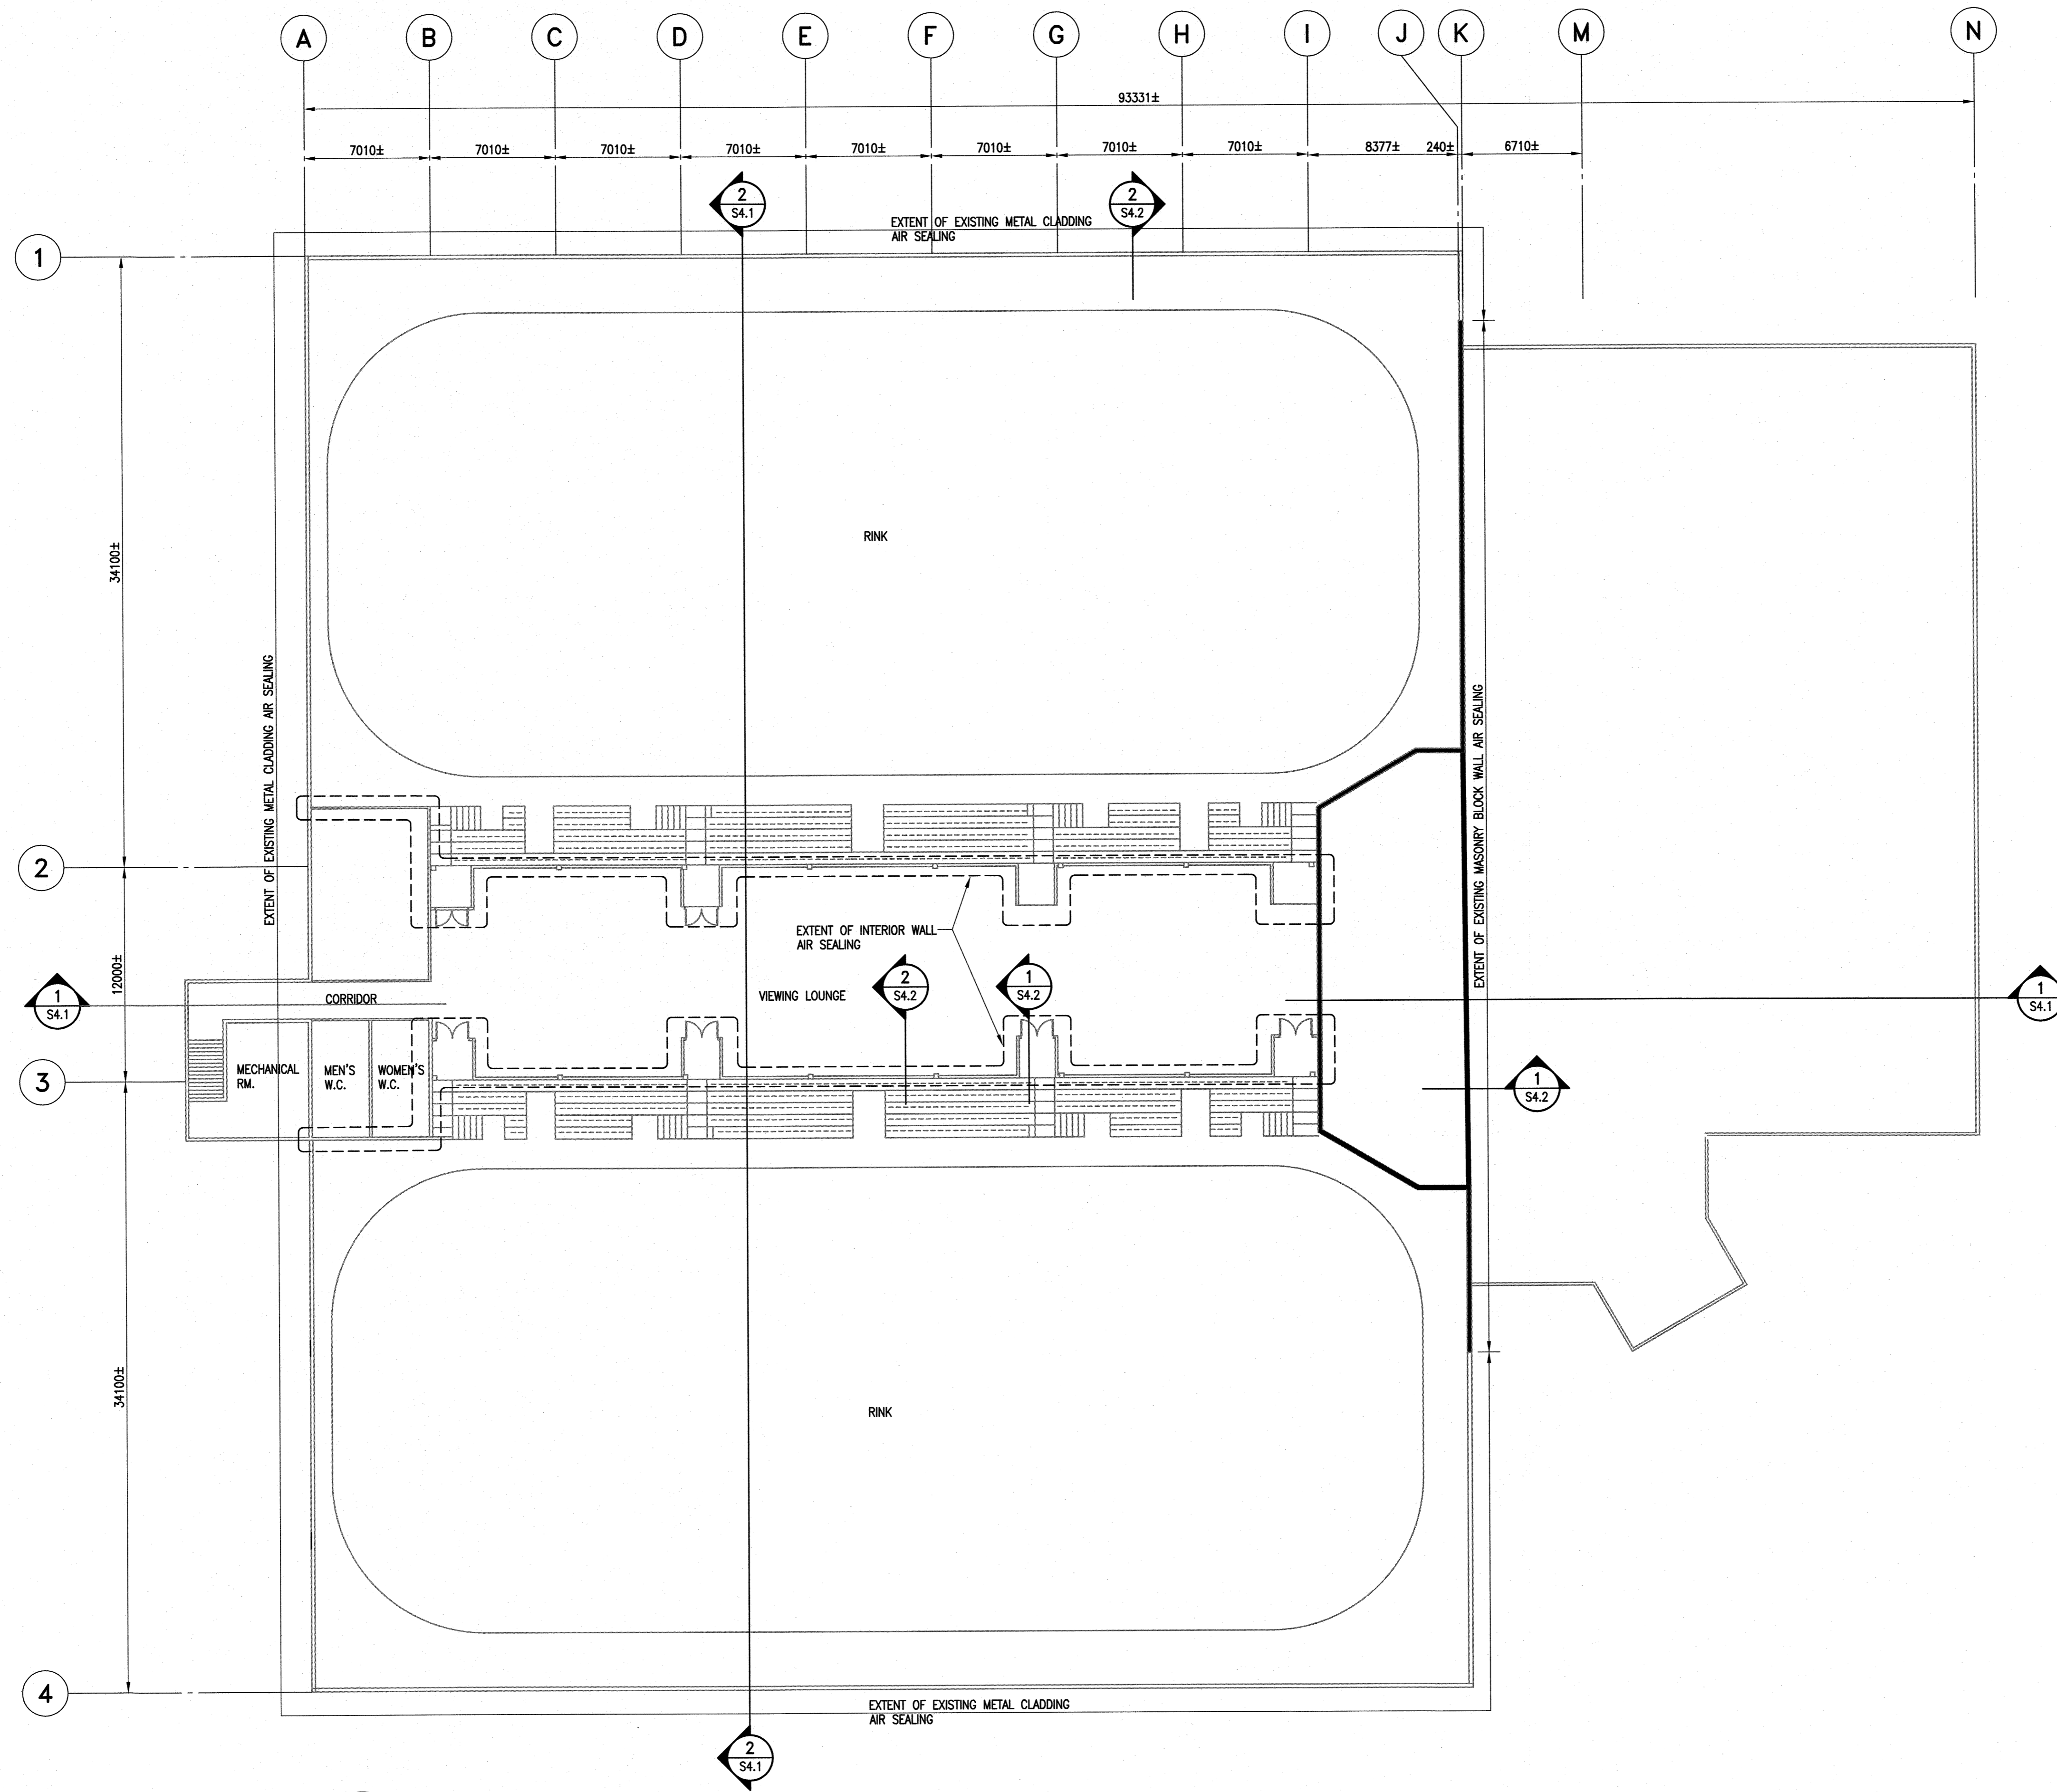 A B C D E F G H I J K M N
93331±
7010± 7010± 7010± 7010± 7010± 7010± 7010± 7010± 8377± 240± 6710±
2
S4.1
2
S4.2
EXTENT OF EXISTING METAL CLADDING
AIR SEALING
1
34100±
RINK
EXTENT OF EXISTING METAL CLADDING AIR SEALING
EXTENT OF EXISTING MASONRY BLOCK WALL AIR SEALING
2
EXTENT OF INTERIOR WALL
AIR SEALING
12000±
VIEWING LOUNGE
2
S4.2
1
S4.2
1
S4.1
CORRIDOR
1
S4.1
3
MECHANICAL
RM.
MEN'S
W.C.
WOMEN'S
W.C.
1
S4.2
34100±
RINK
4
EXTENT OF EXISTING METAL CLADDING
AIR SEALING
2
S4.1